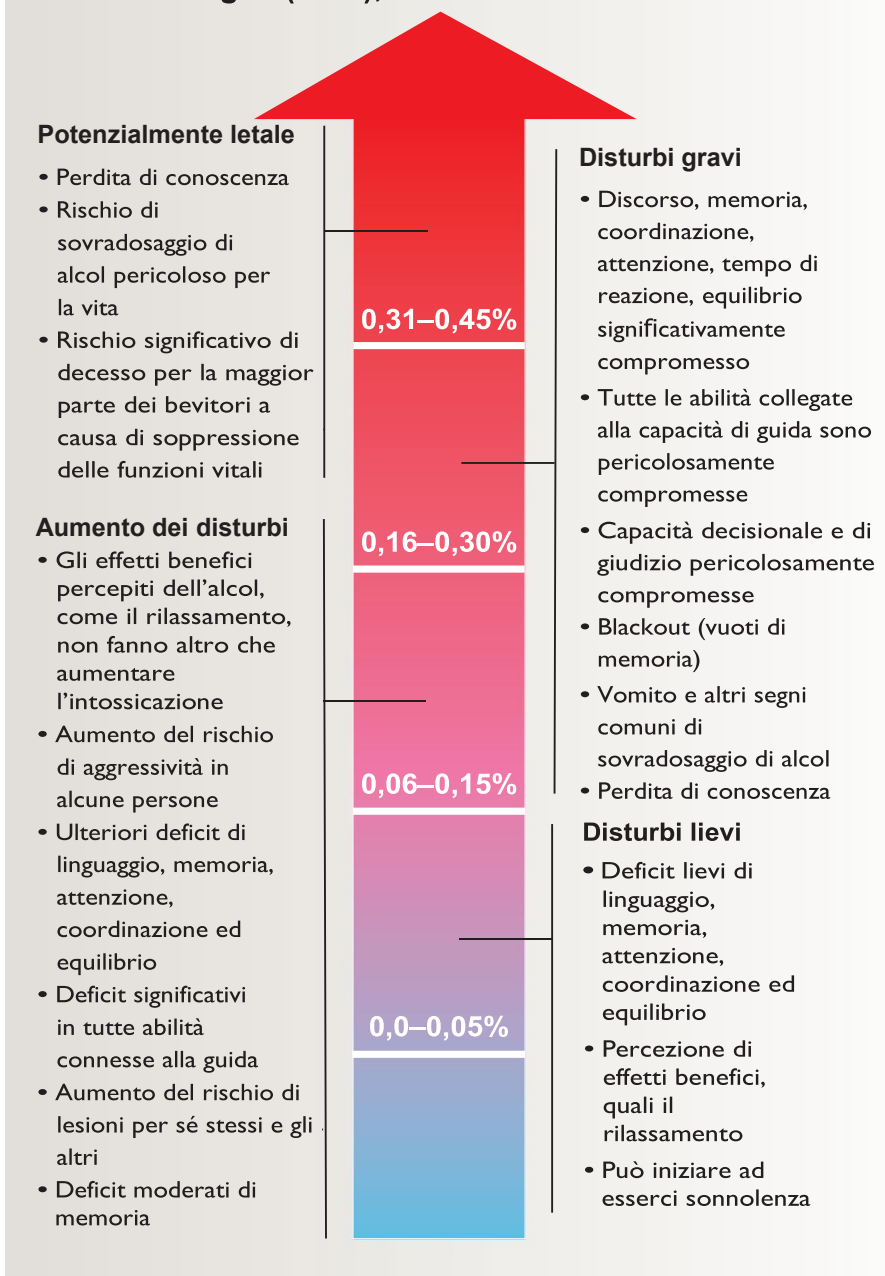 Potenzialmente letale
• Perdita di conoscenza
• Rischio di
sovradosaggio di
alcol pericoloso per
la vita
• Rischio significativo di
decesso per la maggior
parte dei bevitori a
causa di soppressione
delle funzioni vitali
Aumento dei disturbi
• Gli effetti benefici
percepiti dell'alcol,
come il rilassamento,
non fanno altro che
aumentare
l'intossicazione
• Aumento del rischio
di aggressività in
alcune persone
• Ulteriori deficit di
linguaggio, memoria,
attenzione,
coordinazione ed
equilibrio
• Deficit significativi
in tutte abilità
connesse alla guida
• Aumento del rischio di
lesioni per sé stessi e gli
altri
• Deficit moderati di
memoria
0,31–0,45%
0,16–0,30%
0,06–0,15%
0,0–0,05%
Disturbi gravi
• Discorso, memoria,
coordinazione,
attenzione, tempo di
reazione, equilibrio
significativamente
compromesso
• Tutte le abilità collegate
alla capacità di guida sono
pericolosamente
compromesse
• Capacità decisionale e di
giudizio pericolosamente
compromesse
• Blackout (vuoti di
memoria)
• Vomito e altri segni
comuni di
sovradosaggio di alcol
• Perdita di conoscenza
Disturbi lievi
• Deficit lievi di
linguaggio,
memoria,
attenzione,
coordinazione ed
equilibrio
• Percezione di
effetti benefici,
quali il
rilassamento
• Può iniziare ad
esserci sonnolenza